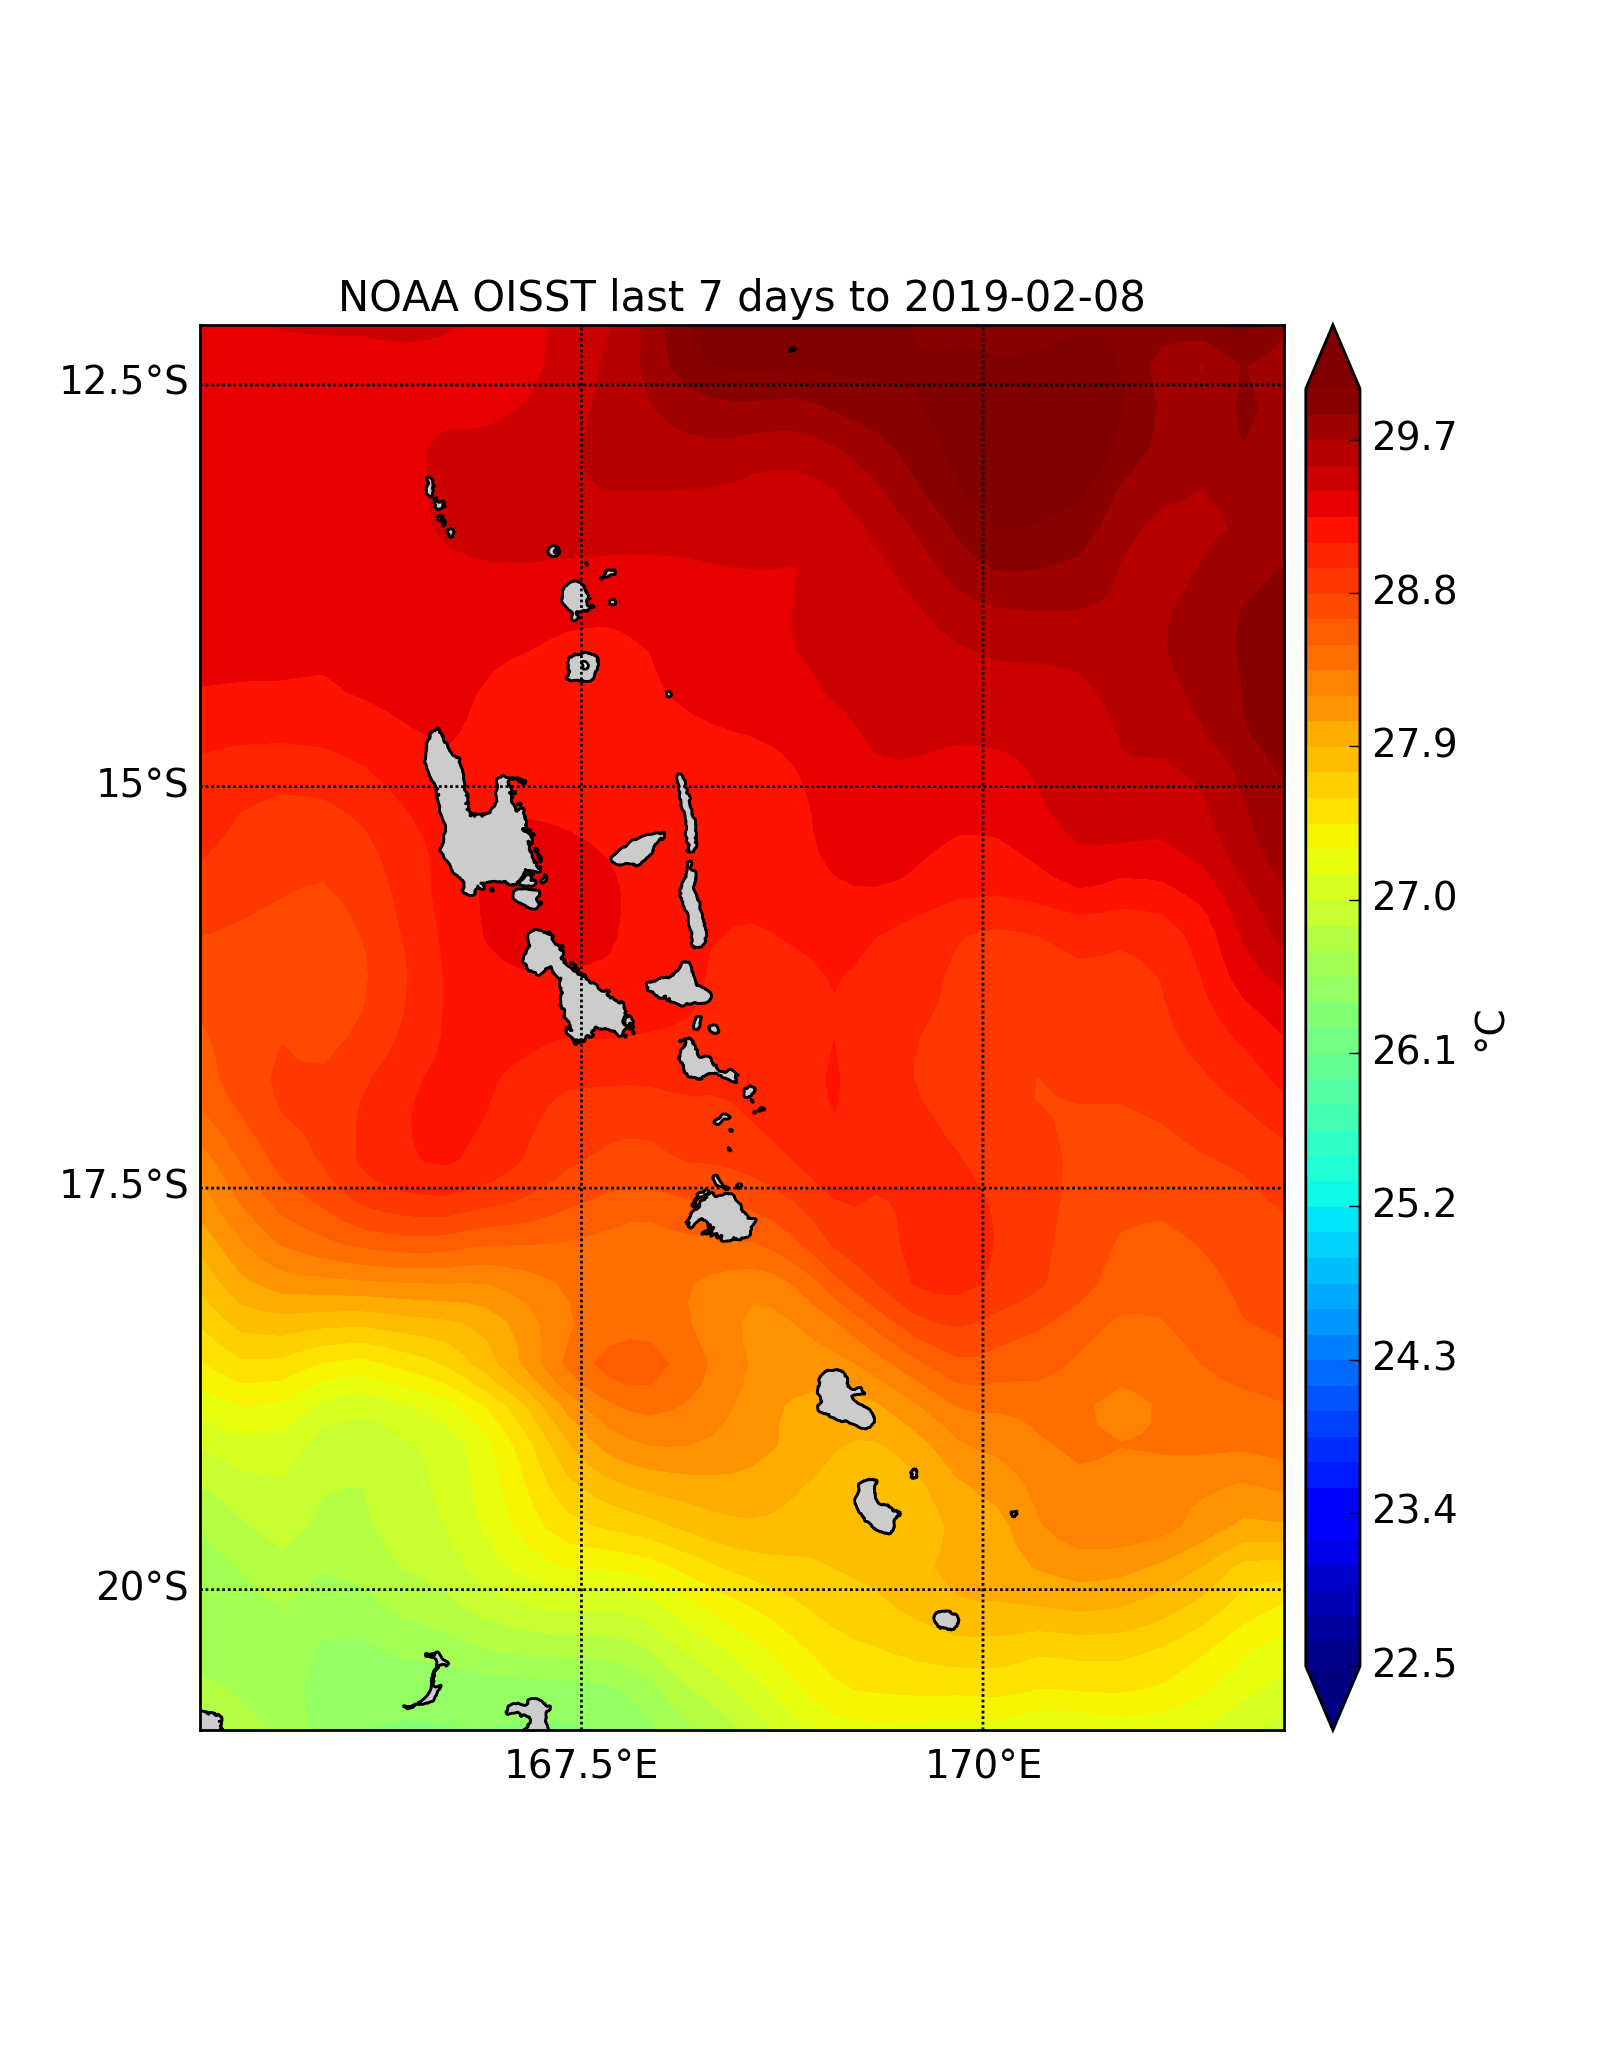 NOAA OISST last 7 days to 2019-02-08
12.5°S
15°S
17.5°S
20°S
167.5°E
170°E
29.7
28.8
27.9
27.0
26.1
25.2
24.3
23.4
22.5
°C